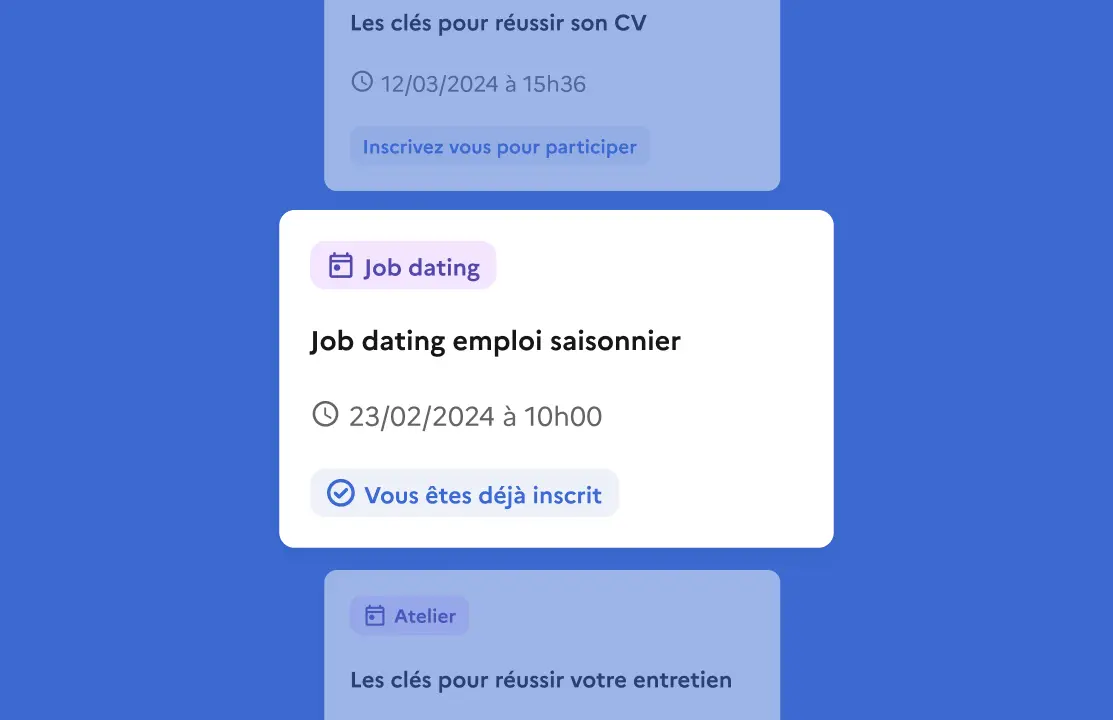 Les clés pour réussir son CV
12/03/2024 à 15h36
Inscrivez vous pour participer
Job dating
Job dating emploi saisonnier
23/02/2024 à 10h00
Vous êtes déjà inscrit
Atelier
Les clés pour réussir votre entretien